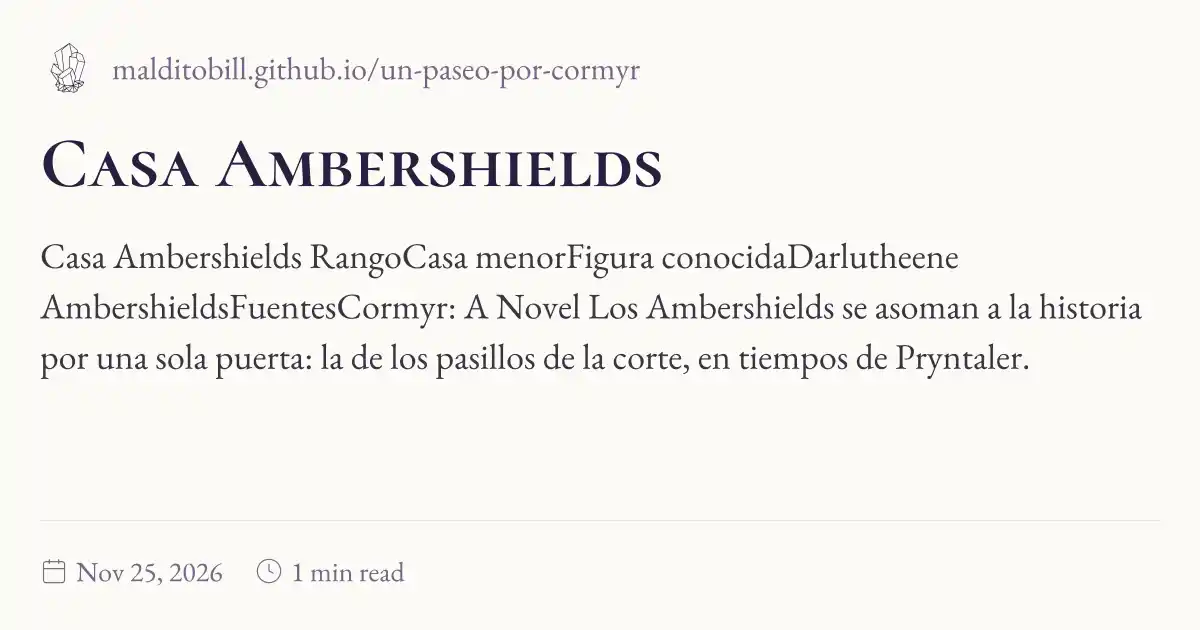 malditobill.github.io/un-paseo-por-cormyr
Casa Ambershields
Casa Ambershields RangoCasa menorFigura conocidaDarlutheene
AmbershieldsFuentesCormyr: A Novel Los Ambershields se asoman a la historia
por una sola puerta: la de los pasillos de la corte, en tiempos de Pryntaler.
Nov 25, 2026 1 min read